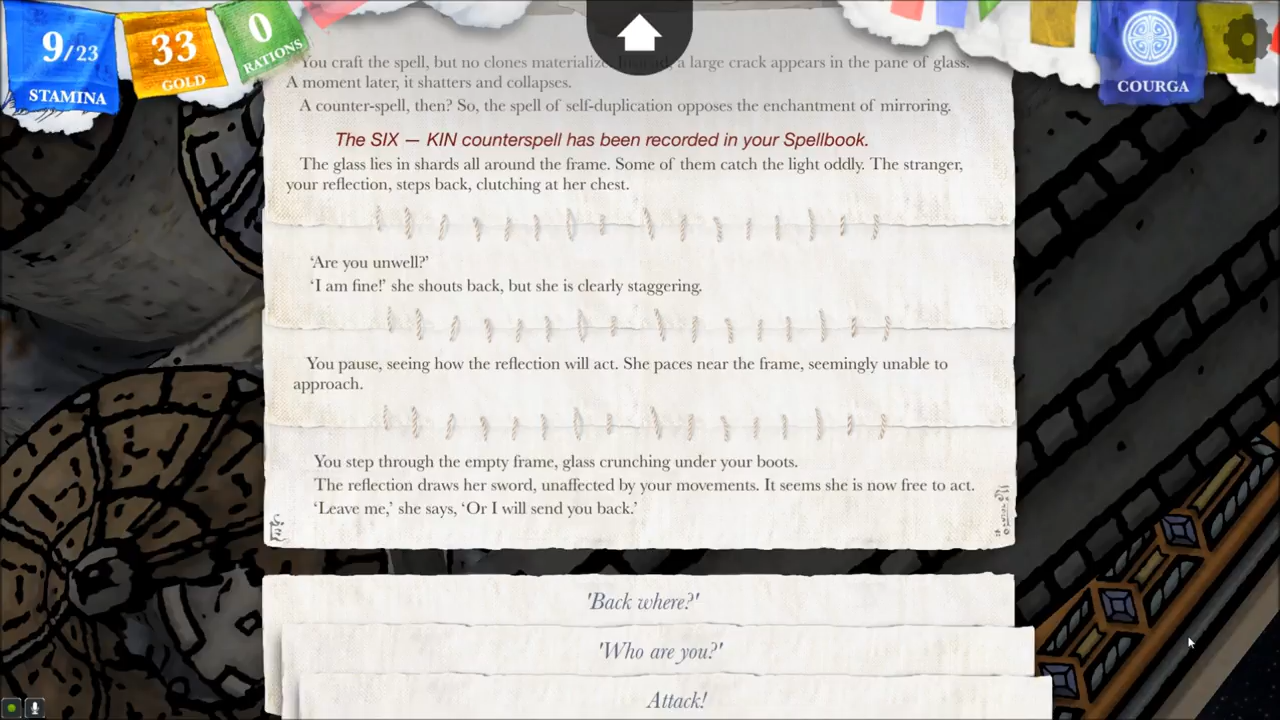 9/23
STAMINA
33
GOLD
0
RATIONS
COURGA
You craft the spell, but no clones materialize. Instead, a large crack appears in the pane of glass.
A moment later, it shatters and collapses.
A counter-spell, then? So, the spell of self-duplication opposes the enchantment of mirroring.
The SIX — KIN counterspell has been recorded in your Spellbook.
The glass lies in shards all around the frame. Some of them catch the light oddly. The stranger,
your reflection, steps back, clutching at her chest.
‘Are you unwell?’
‘I am fine!’ she shouts back, but she is clearly staggering.
You pause, seeing how the reflection will act. She paces near the frame, seemingly unable to
approach.
You step through the empty frame, glass crunching under your boots.
The reflection draws her sword, unaffected by your movements. It seems she is now free to act.
‘Leave me,’ she says, ‘Or I will send you back.’
'Back where?'
'Who are you?'
Attack!